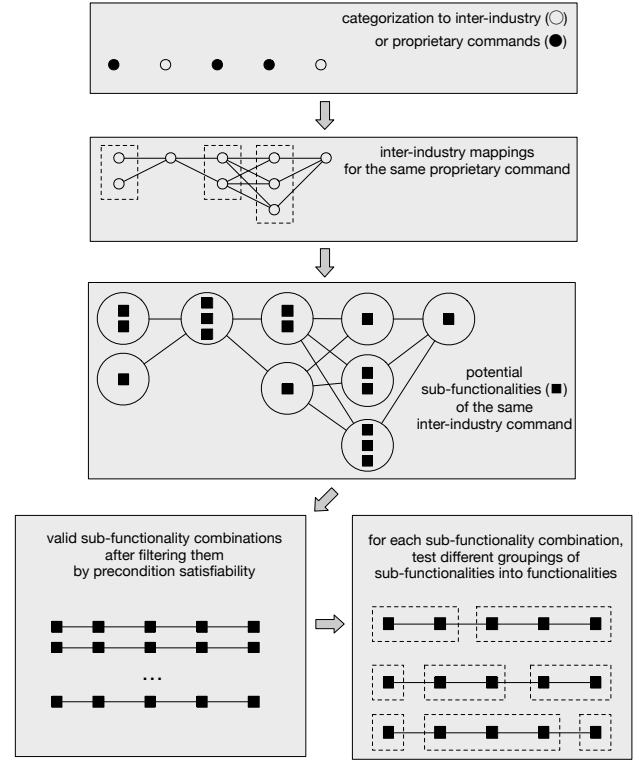 categorization to inter-industry (○)
or proprietary commands (●)
inter-industry mappings
for the same proprietary command
potential
sub-functionalities (■)
of the same
inter-industry command
valid sub-functionality combinations
after filtering them
by precondition satisfiability
...
for each sub-functionality combination,
test different groupings of
sub-functionalities into functionalities